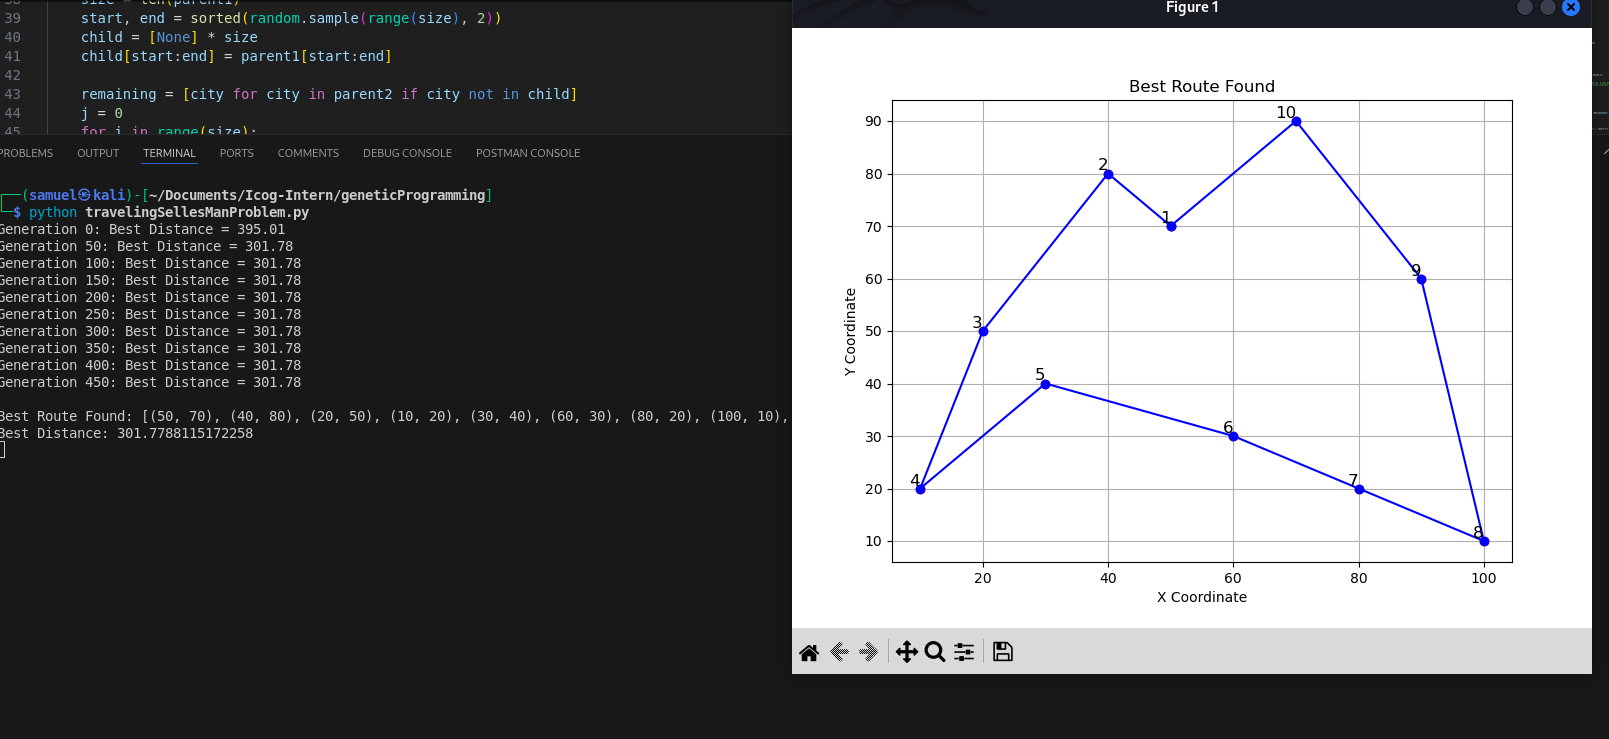 39 start, end = sorted(random.sample(range(size), 2))
40 child = [None] * size
41 child[start:end] = parent1[start:end]
42
43 remaining = [city for city in parent2 if city not in child]
44 j = 0
45 for i in range(size):
PROBLEMS OUTPUT TERMINAL PORTS COMMENTS DEBUG CONSOLE POSTMAN CONSOLE
(samuel㉿kali)-[~/Documents/Icog-Intern/geneticProgramming]
$ python travelingSellesManProblem.py
Generation 0: Best Distance = 395.01
Generation 50: Best Distance = 301.78
Generation 100: Best Distance = 301.78
Generation 150: Best Distance = 301.78
Generation 200: Best Distance = 301.78
Generation 250: Best Distance = 301.78
Generation 300: Best Distance = 301.78
Generation 350: Best Distance = 301.78
Generation 400: Best Distance = 301.78
Generation 450: Best Distance = 301.78
Best Route Found: [(50, 70), (40, 80), (20, 50), (10, 20), (30, 40), (60, 30), (80, 20), (100, 10),
Best Distance: 301.7788115172258
Figure 1
Best Route Found
Y Coordinate
90
80
70
60
50
40
30
20
10
10
2
1
9
3
5
6
4
7
8
20 40 60 80 100
X Coordinate